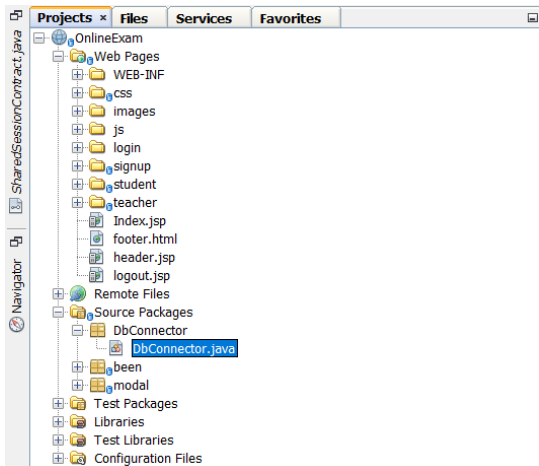 Projects × Files Services Favorites
SharedSessionContract.java
Navigator
OnlineExam
Web Pages
WEB-INF
css
images
js
login
signup
student
teacher
Index.jsp
footer.html
header.jsp
logout.jsp
Remote Files
Source Packages
DbConnector
DbConnector.java
been
modal
Test Packages
Libraries
Test Libraries
Configuration Files